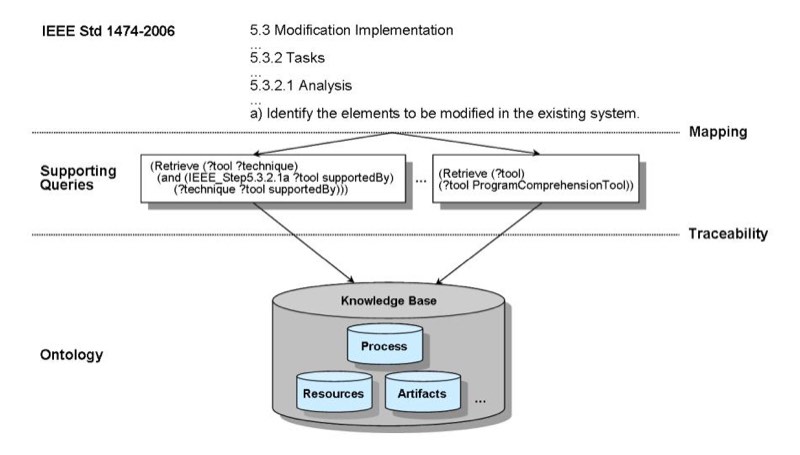 IEEE Std 1474-2006
5.3 Modification Implementation
...
5.3.2 Tasks
...
5.3.2.1 Analysis
...
a) Identify the elements to be modified in the existing system.
Mapping
Supporting
Queries
(Retrieve (?tool ?technique)
(and (IEEE_Step5.3.2.1a ?tool supportedBy)
(?technique ?tool supportedBy)))
...
(Retrieve (?tool)
(?tool ProgramComprehensionTool))
Traceability
Ontology
Knowledge Base
Process
Resources
Artifacts
...